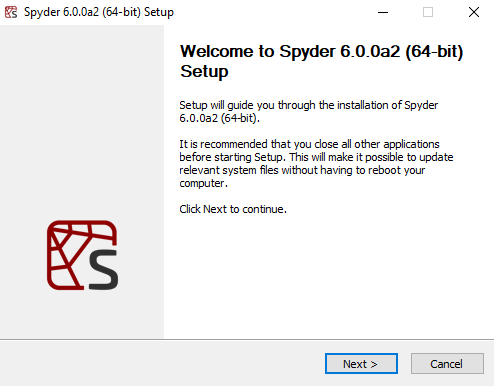 Spyder 6.0.0a2 (64-bit) Setup
Welcome to Spyder 6.0.0a2 (64-bit)
Setup
Setup will guide you through the installation of Spyder
6.0.0a2 (64-bit).
It is recommended that you close all other applications
before starting Setup. This will make it possible to update
relevant system files without having to reboot your
computer.
Click Next to continue.
S
Next >
Cancel